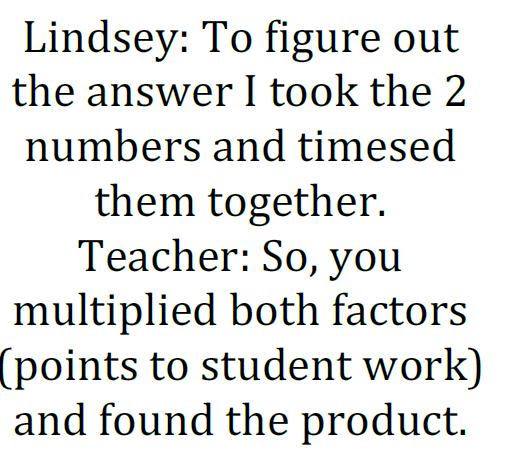 Lindsey: To figure out
the answer I took the 2
numbers and timesed
them together.
Teacher: So, you
multiplied both factors
(points to student work)
and found the product.